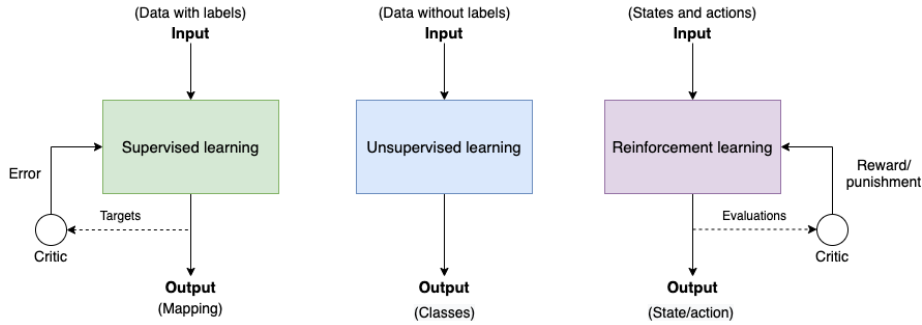 (Data with labels)
Input
Supervised learning
Error
Targets
Critic
Output
(Mapping)
(Data without labels)
Input
Unsupervised learning
Output
(Classes)
(States and actions)
Input
Reinforcement learning
Reward/
punishment
Evaluations
Critic
Output
(State/action)